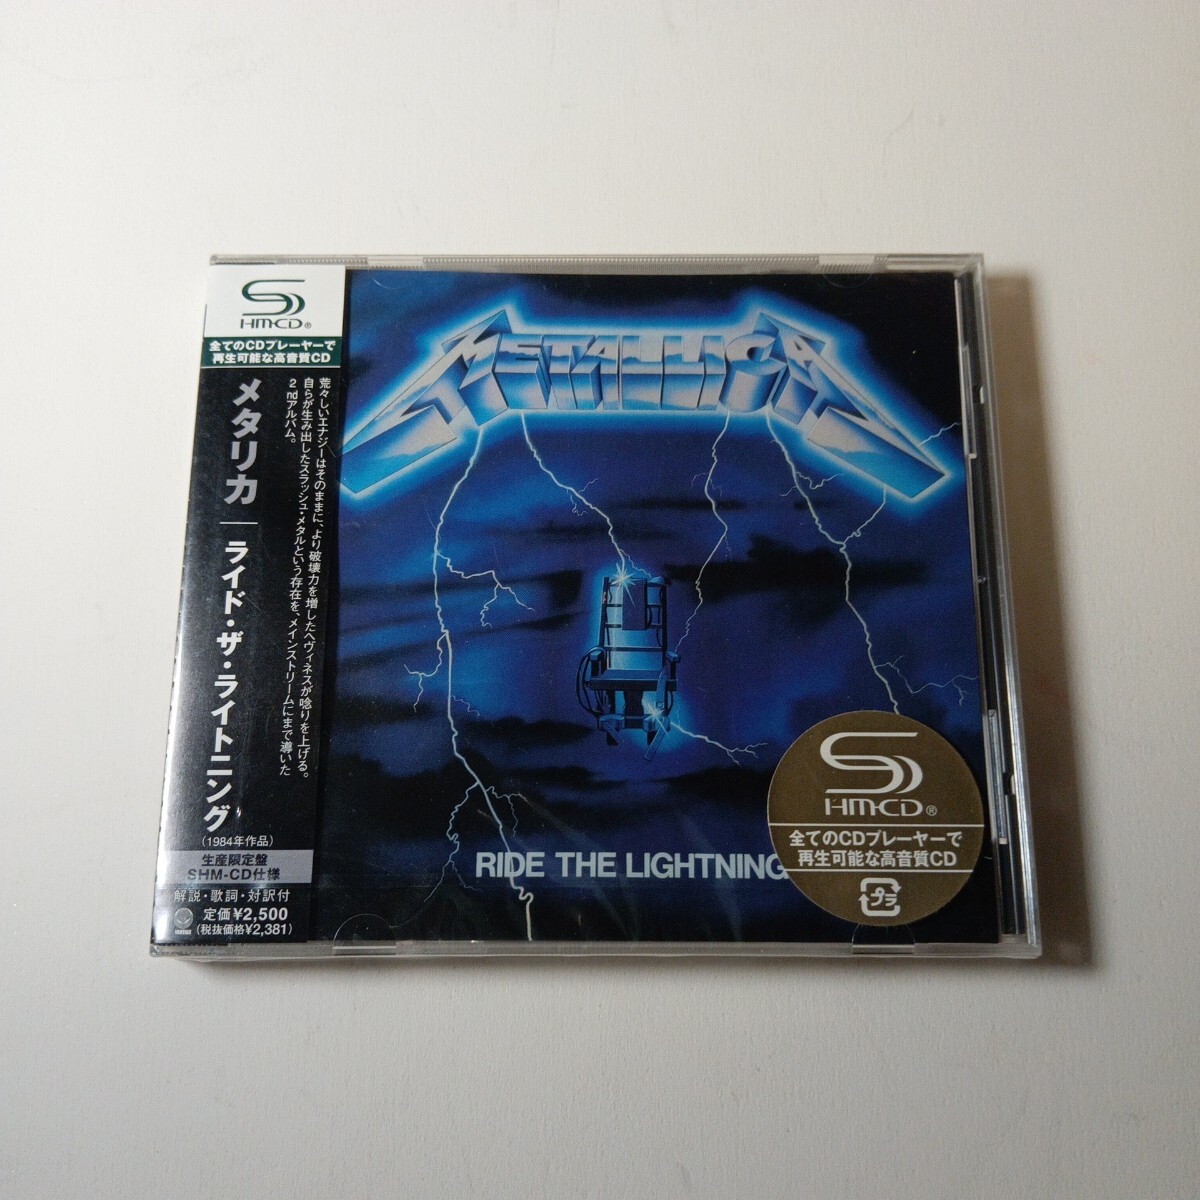 HM-CD®
全てのCDプレーヤーで
再生可能な高音質CD
メタリカ｜ライド・ザ・ライトニング
荒々しいエナジーはそのままに、より破壊力を増したヘヴィネスが唸りを上げる。
自らが生み出したスラッシュ・メタルという存在を、メインストリームにまで導いた
2ndアルバム。
(1984年作品)
生産限定盤
SHM-CD仕様
解説・歌詞・対訳付
定価¥2,500
(税抜価格¥2,381)
METALLICA
RIDE THE LIGHTNING
HM-CD®
全てのCDプレーヤーで
再生可能な高音質CD
プラ